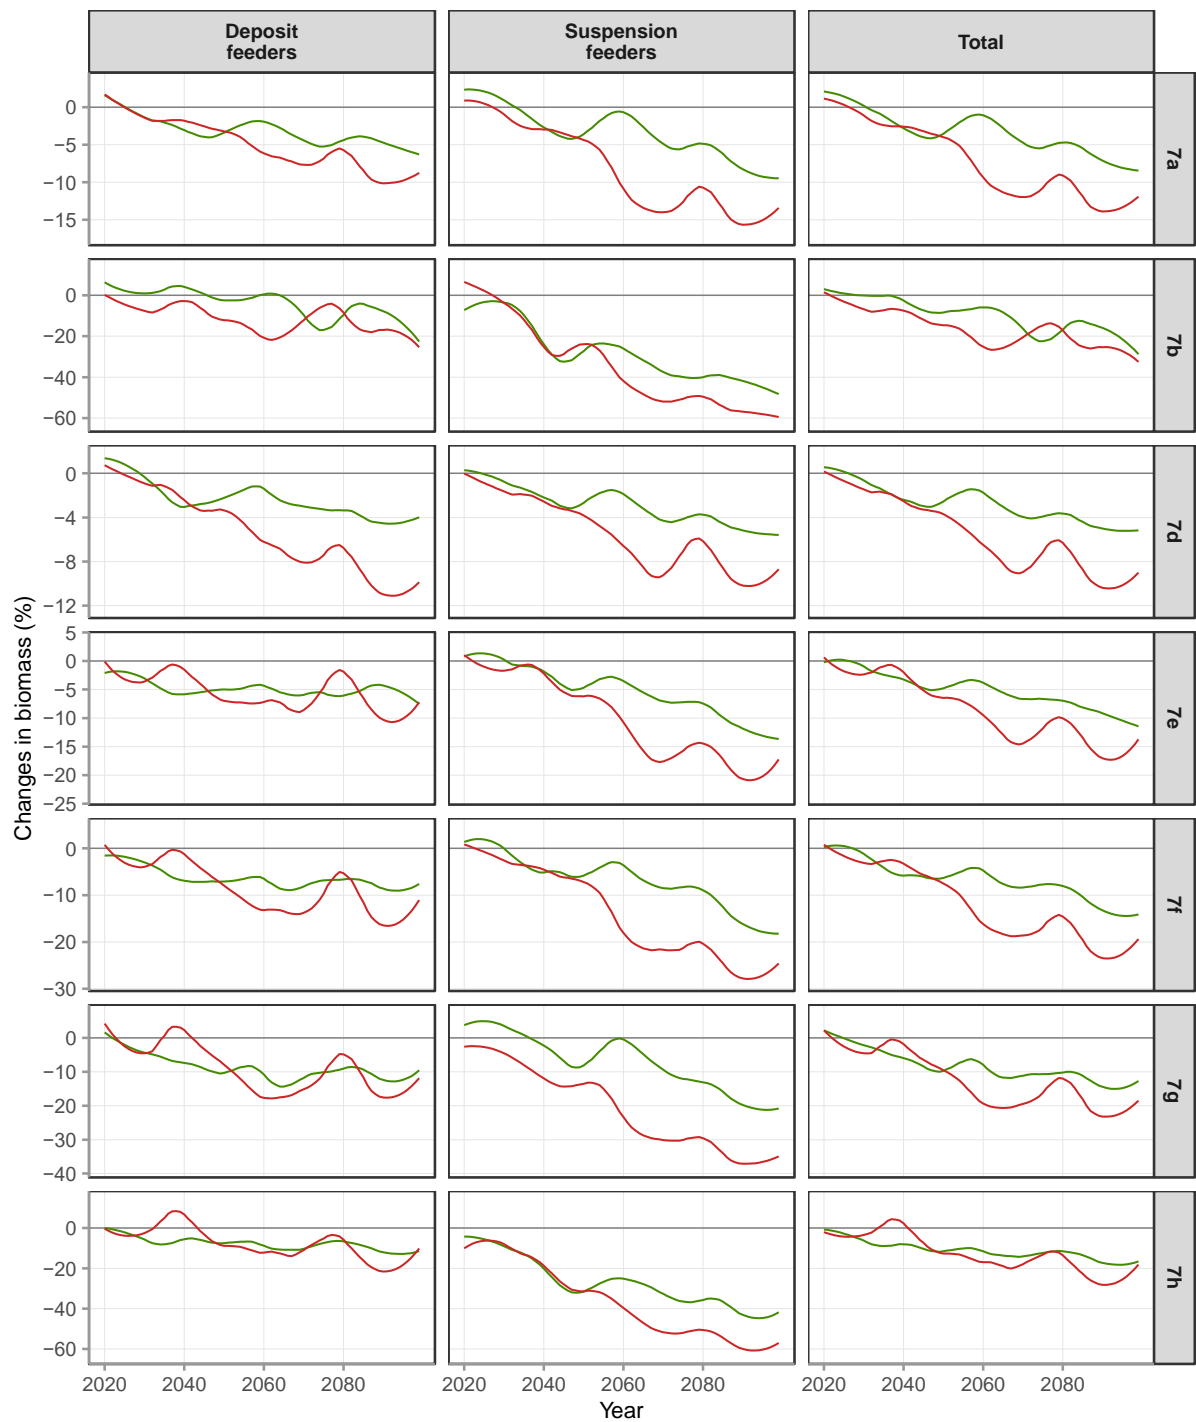 Deposit
feeders
Suspension
feeders
Total
0
−5
−10
−15
7a
0
−20
−40
−60
7b
0
−4
−8
−12
7d
5
0
−5
−10
−15
−20
−25
7e
0
−10
−20
−30
7f
0
−10
−20
−30
−40
7g
0
−20
−40
−60
7h
Changes in biomass (%)
2020 2040 2060 2080 2020 2040 2060 2080 2020 2040 2060 2080
Year